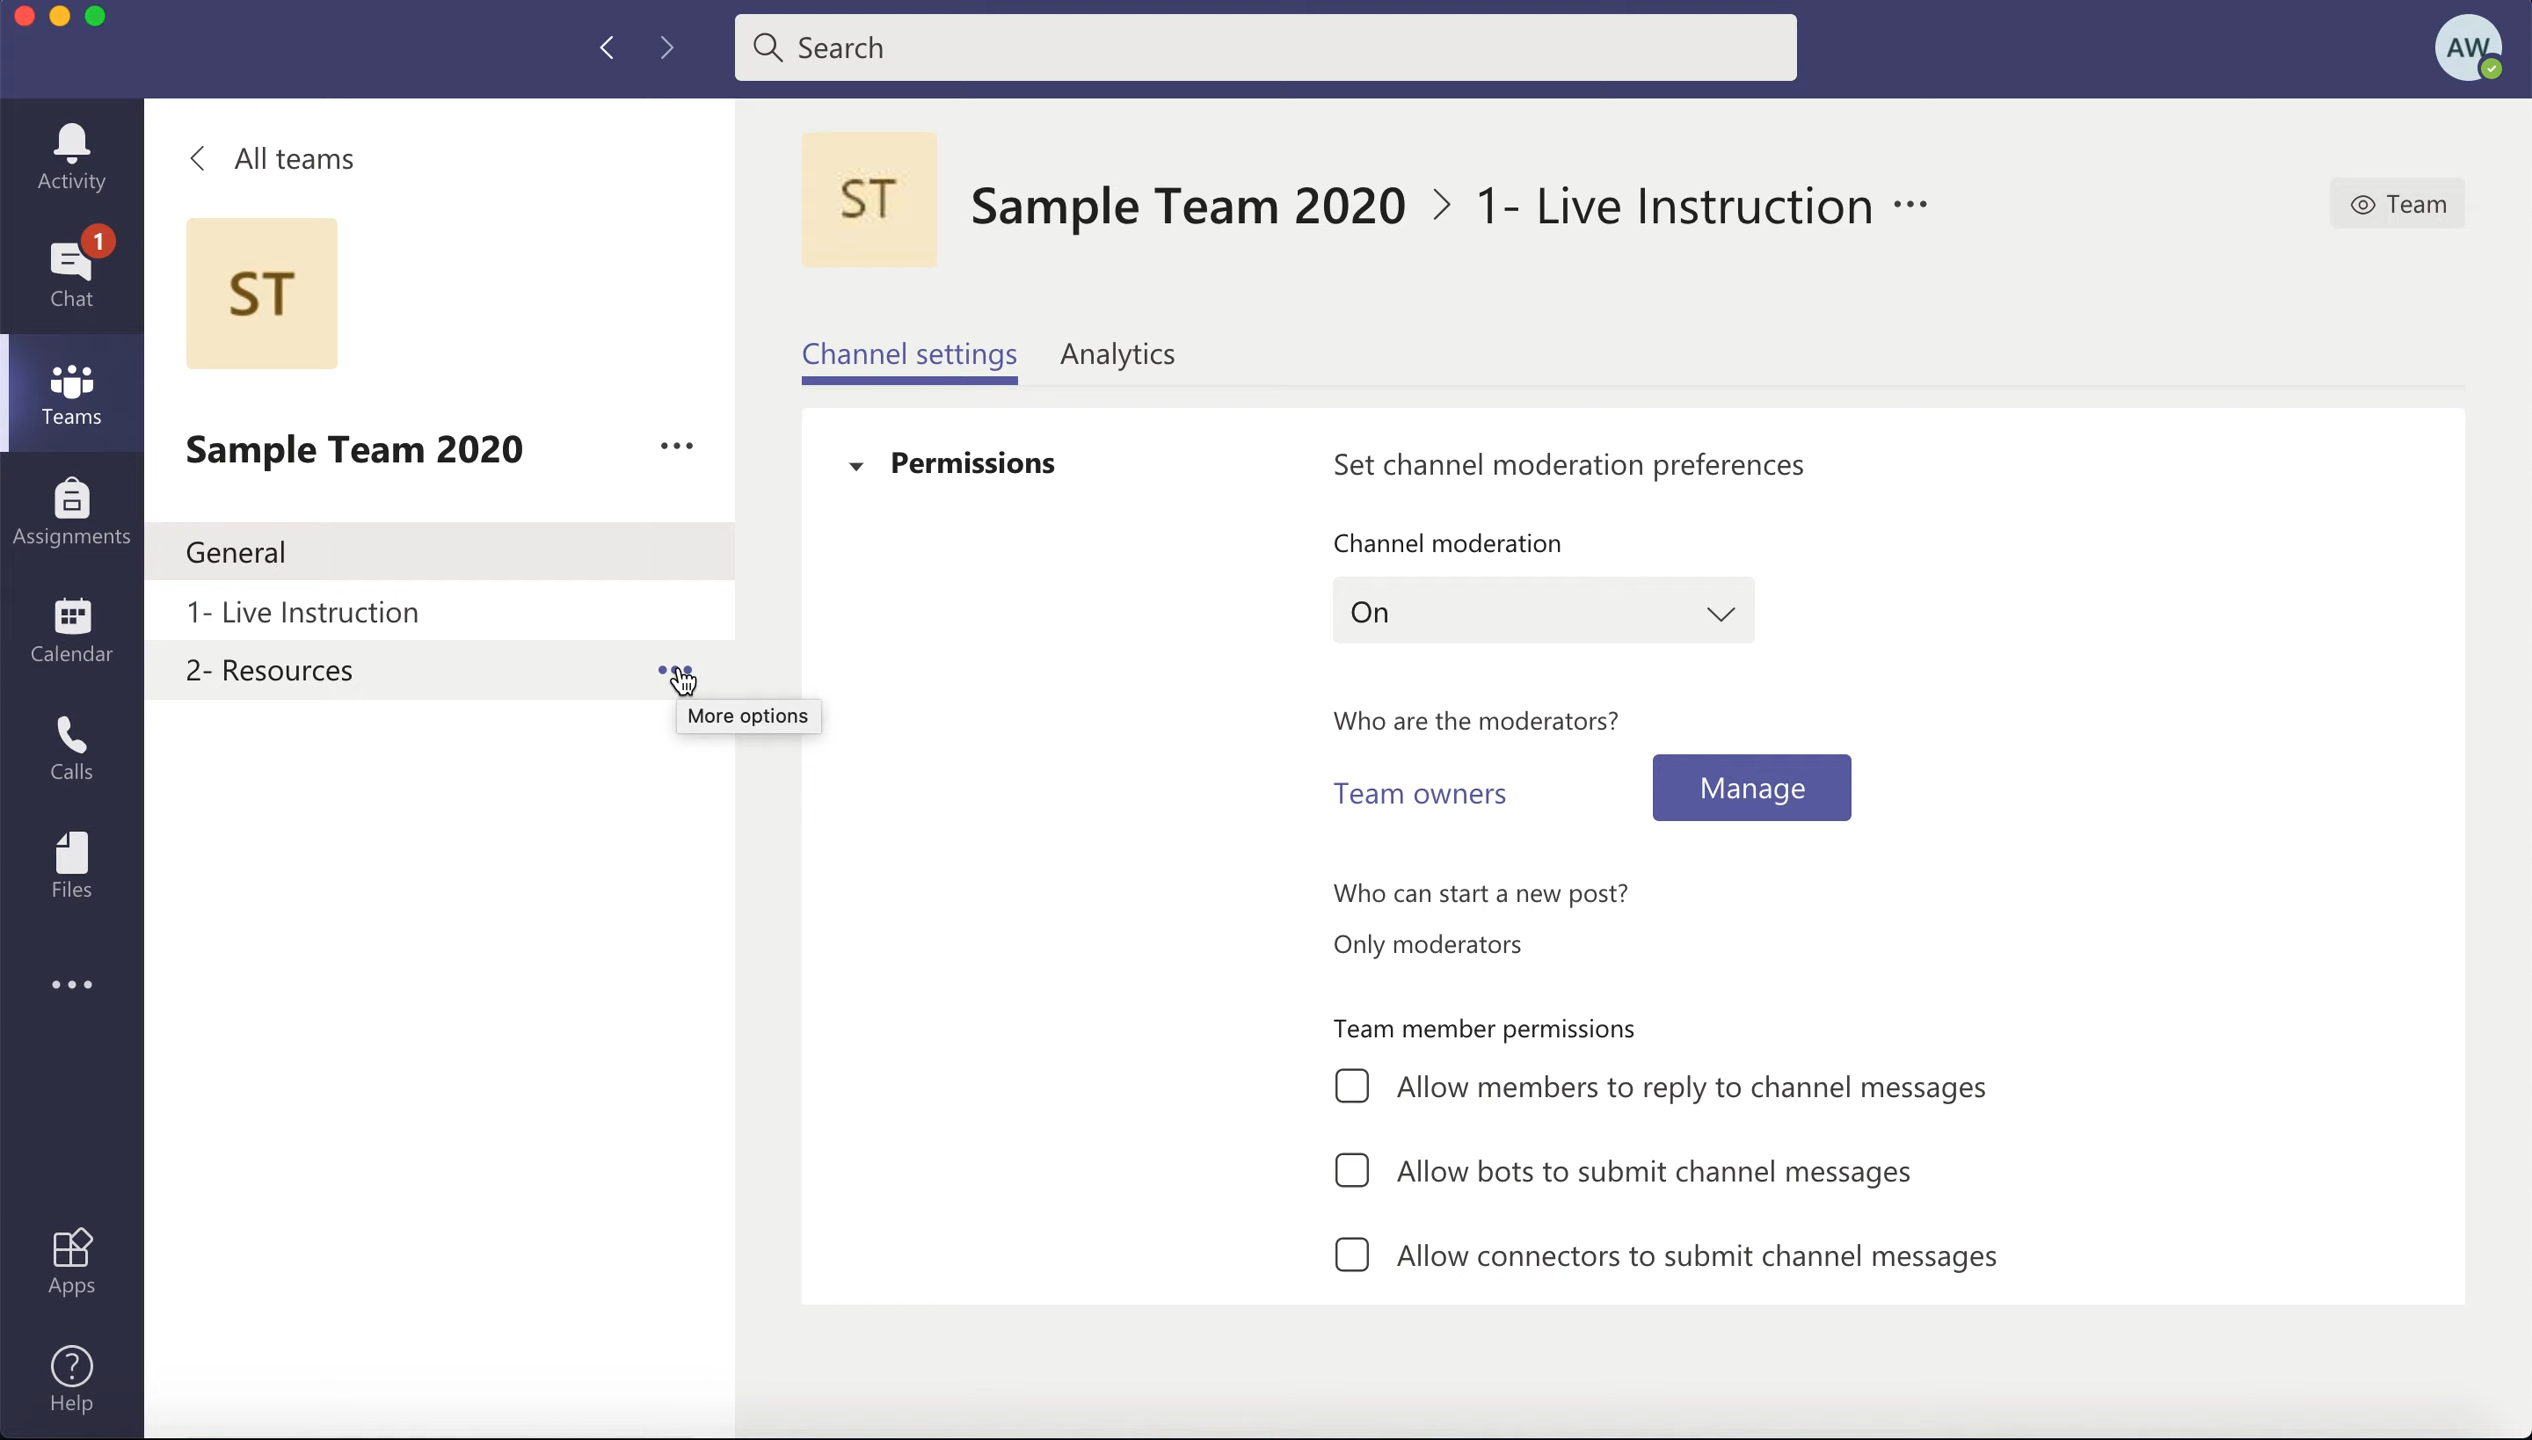 Search
AW
Activity
1
Chat
Teams
Assignments
Calendar
Calls
Files
Apps
Help
All teams
ST
Sample Team 2020
General
1- Live Instruction
2- Resources
More options
ST
Sample Team 2020 > 1- Live Instruction
Team
Channel settings
Analytics
Permissions
Set channel moderation preferences
Channel moderation
On
Who are the moderators?
Team owners
Manage
Who can start a new post?
Only moderators
Team member permissions
Allow members to reply to channel messages
Allow bots to submit channel messages
Allow connectors to submit channel messages